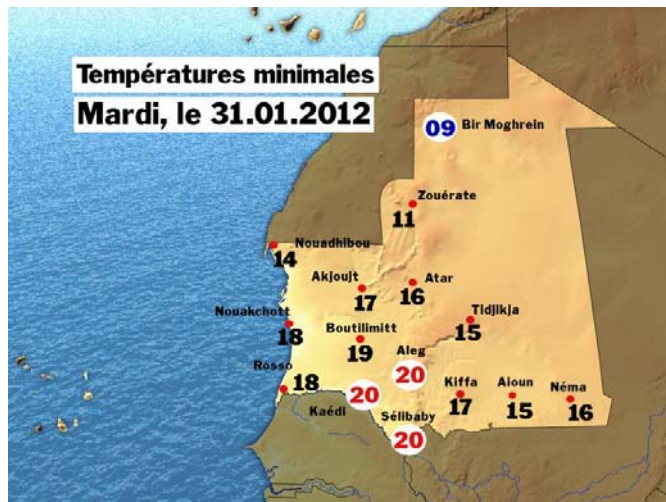 Températures minimales
Mardi, le 31.01.2012
09 Bir Moghrein
Zouérate
11
Nouadhibou
14
Akjoujt
17
Atar
16
Tidjikja
15
Nouakchott
18
Boutilimitt
19
Aleg
20
Rosso
18
20
Kaédi
Kiffa
17
Aioun
15
Néma
16
Sélibaby
20